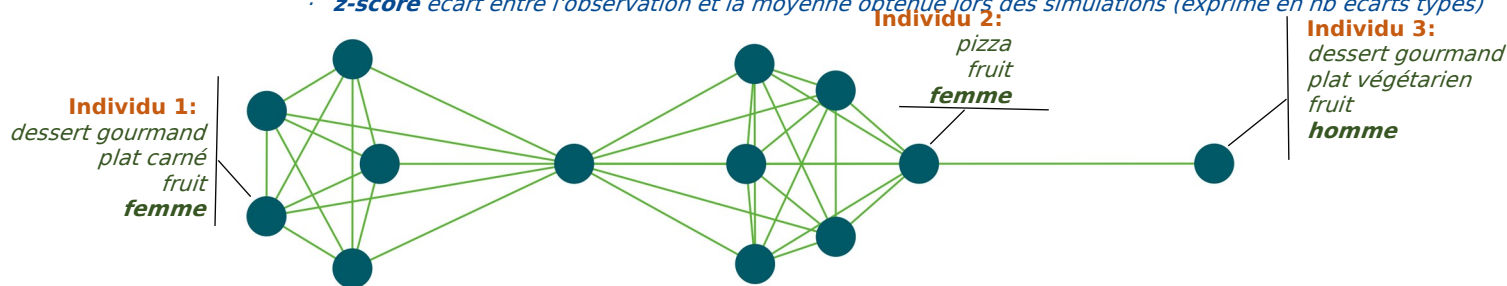 · z-score écart entre l'observation et la moyenne obtenue lors des simulations (exprimé en nb écarts types)
Individu 1:
dessert gourmand
plat carné
fruit
femme
Individu 2:
pizza
fruit
femme
Individu 3:
dessert gourmand
plat végétarien
fruit
homme